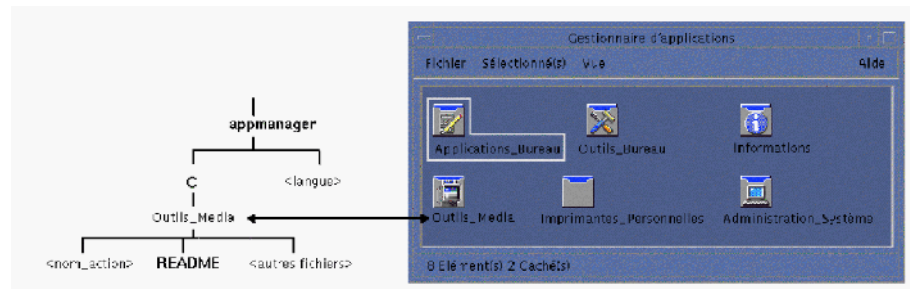 appmanager
C
<langue>
Outils_Media
<nom_action>
README
<autres fichiers>
Gestionnaire d'applications
Fichier Sélectionné(s) Vue Aide
Applications_Bureau Outils_Bureau Informations
Outils_Media Imprimantes_Personnelles Administration_Système
8 Elément(s) 2 Caché(s)